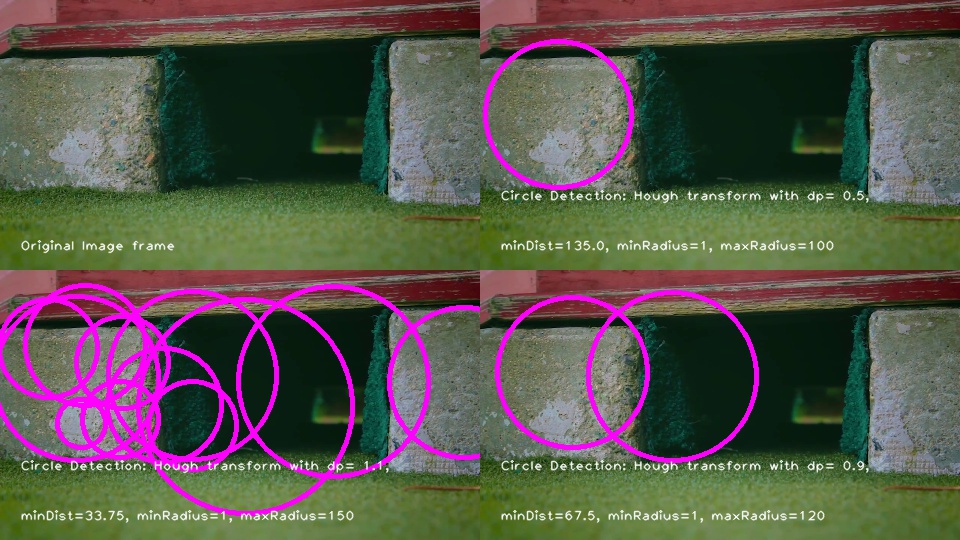 Original Image frame
Circle Detection: Hough transform with dp= 0.5,
minDist=135.0, minRadius=1, maxRadius=100
Circle Detection: Hough transform with dp= 1.1,
minDist=33.75, minRadius=1, maxRadius=150
Circle Detection: Hough transform with dp= 0.9,
minDist=67.5, minRadius=1, maxRadius=120